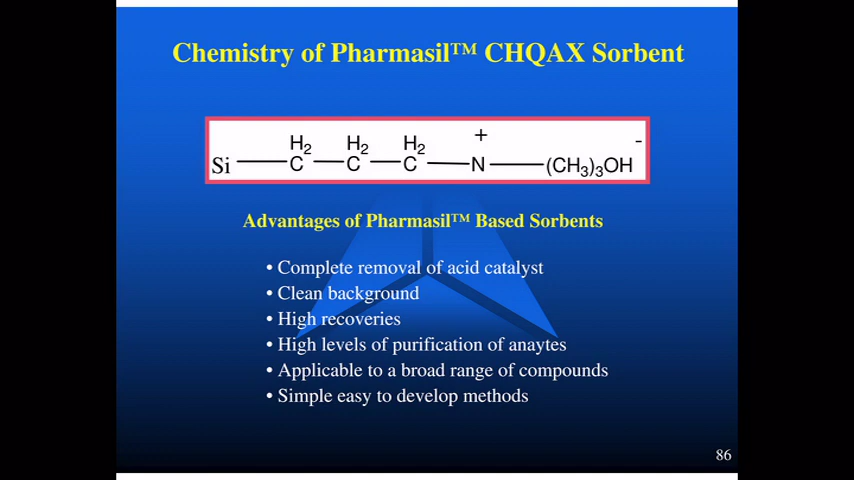 Chemistry of Pharmasil™ CHQAX Sorbent
H2 H2 H2 + -
Si C C C N (CH3)3OH
Advantages of Pharmasil™ Based Sorbents
• Complete removal of acid catalyst
• Clean background
• High recoveries
• High levels of purification of anaytes
• Applicable to a broad range of compounds
• Simple easy to develop methods
86